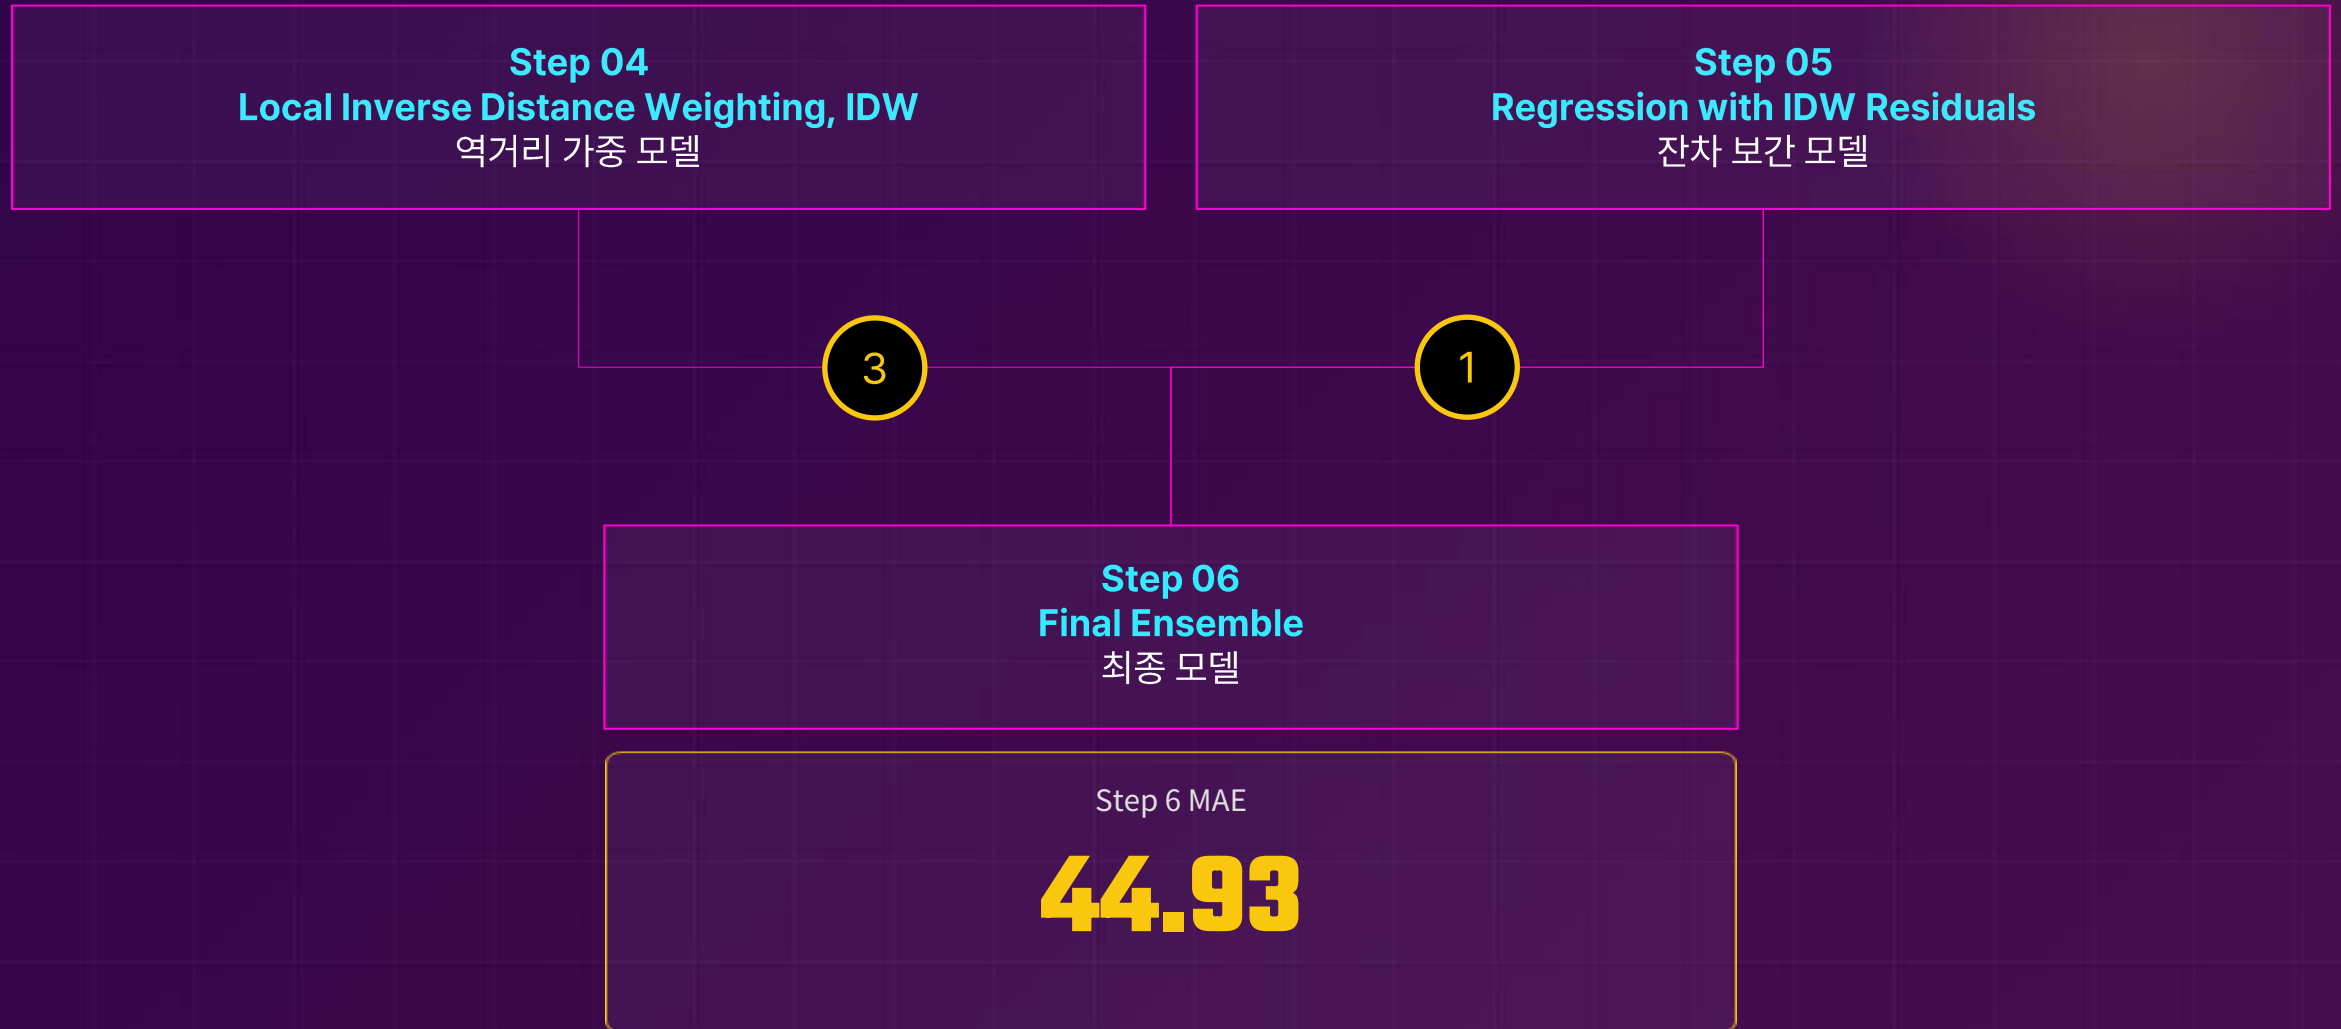 Step 04
Local Inverse Distance Weighting, IDW
역거리 가중 모델
Step 05
Regression with IDW Residuals
잔차 보간 모델
3
1
Step 06
Final Ensemble
최종 모델
Step 6 MAE
44.93